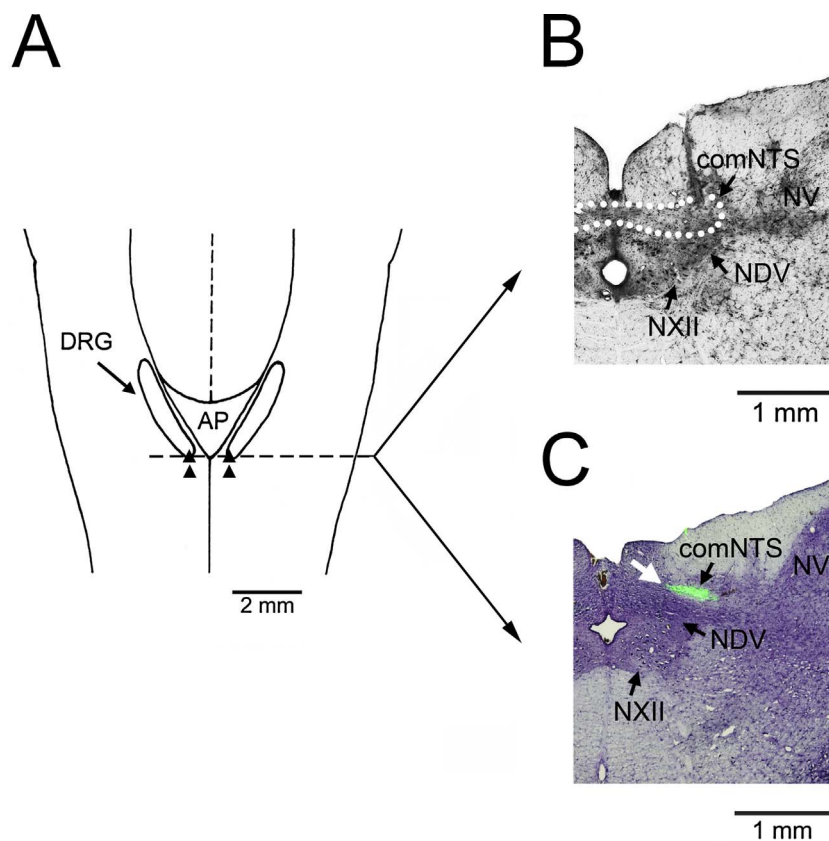 A
DRG
AP
2 mm
B
comNTS
NV
NDV
NXII
1 mm
C
comNTS
NV
NDV
NXII
1 mm